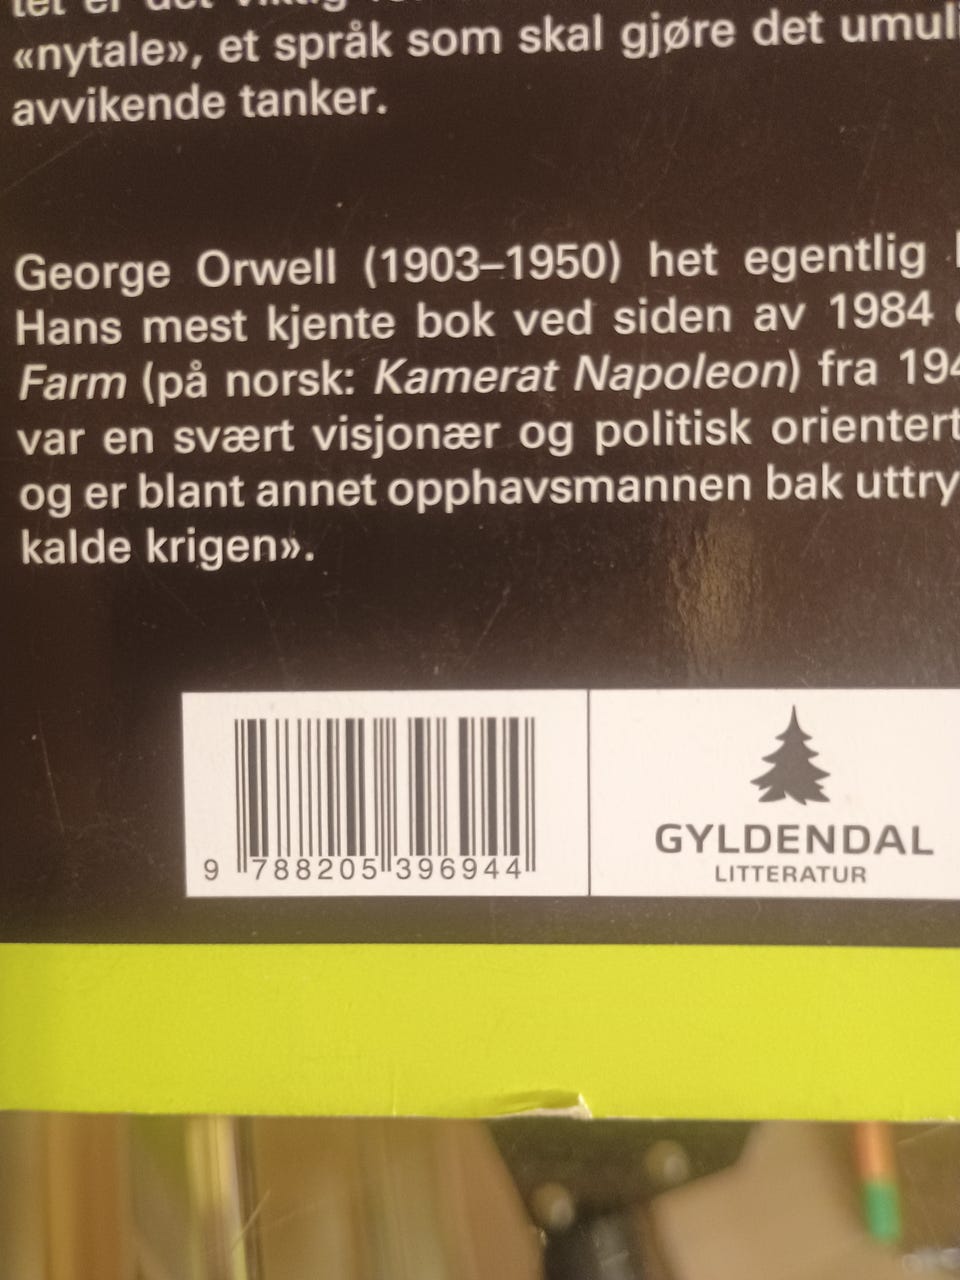 «nytale», et språk som skal gjøre det
avvikende tanker.
George Orwell (1903–1950) het egentlig
Hans mest kjente bok ved siden av 1984
Farm (på norsk: Kamerat Napoleon) fra
var en svært visjonær og politisk orientert
og er blant annet opphavsmannen bak
kalde krigen».
9 788205 396944
GYLDENDAL
LITTERATUR